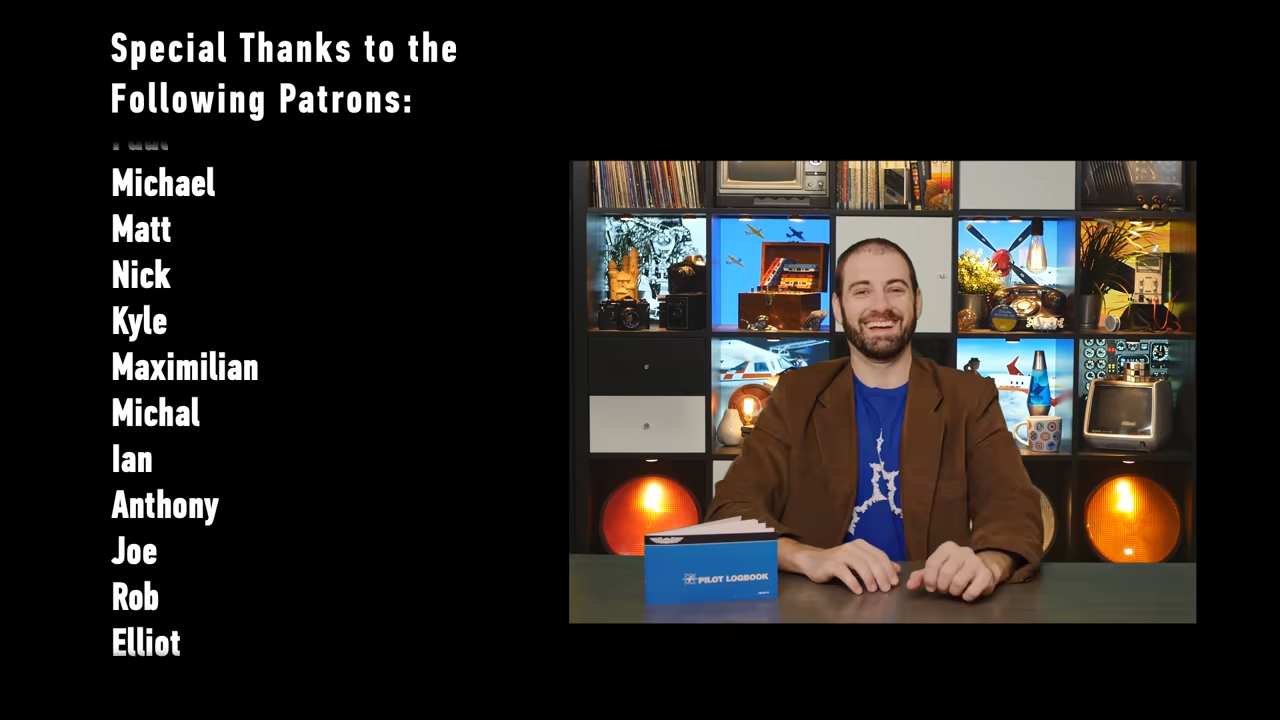 Special Thanks to the
Following Patrons:
Michael
Matt
Nick
Kyle
Maximilian
Michal
Ian
Anthony
Joe
Rob
Elliot
PILOT LOGBOOK